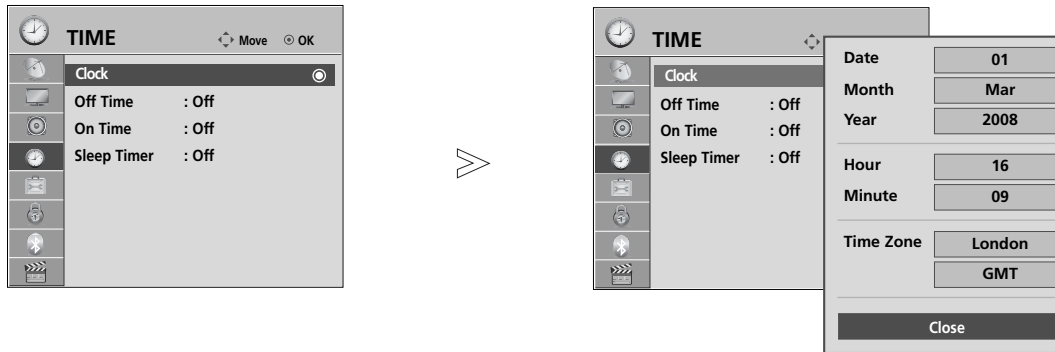 TIME Move OK
Clock
Off Time : Off
On Time : Off
Sleep Timer : Off
TIME
Clock
Off Time : Off
On Time : Off
Sleep Timer : Off
Date 01
Month Mar
Year 2008
Hour 16
Minute 09
Time Zone London
GMT
Close